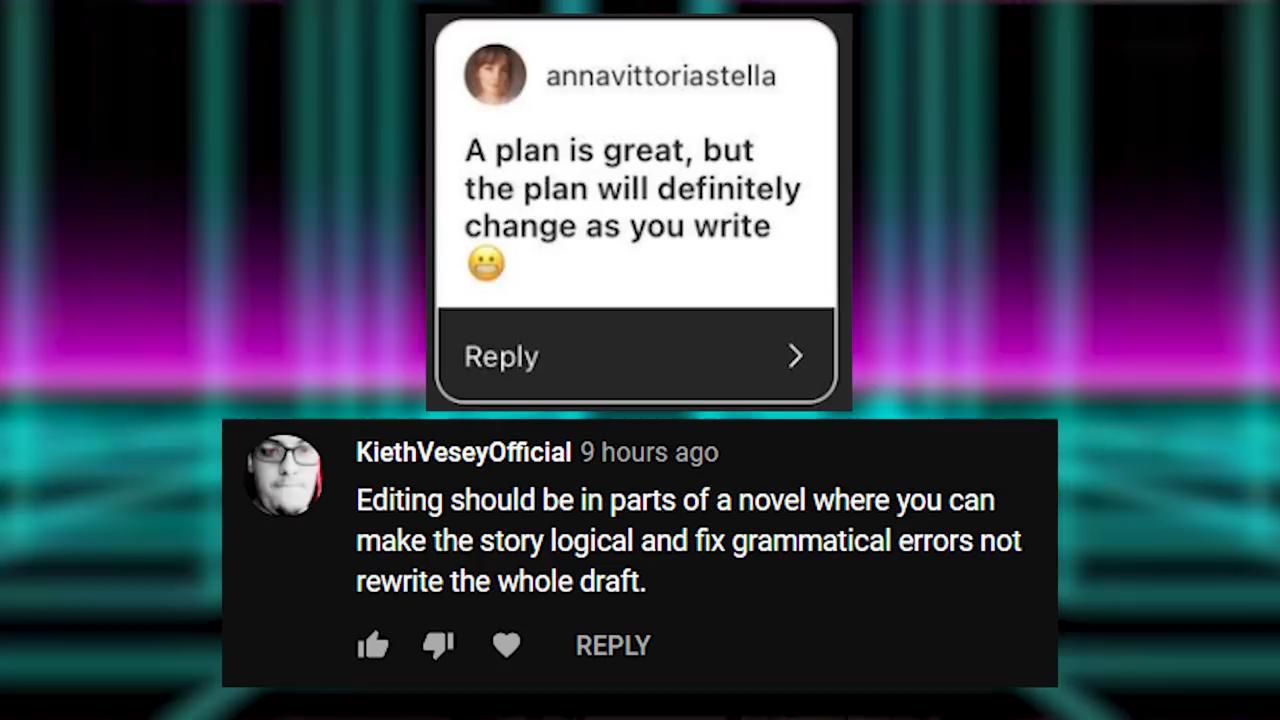 annavittoriastella
A plan is great, but
the plan will definitely
change as you write
😬
Reply
KiethVeseyOfficial 9 hours ago
Editing should be in parts of a novel where you can
make the story logical and fix grammatical errors not
rewrite the whole draft.
REPLY